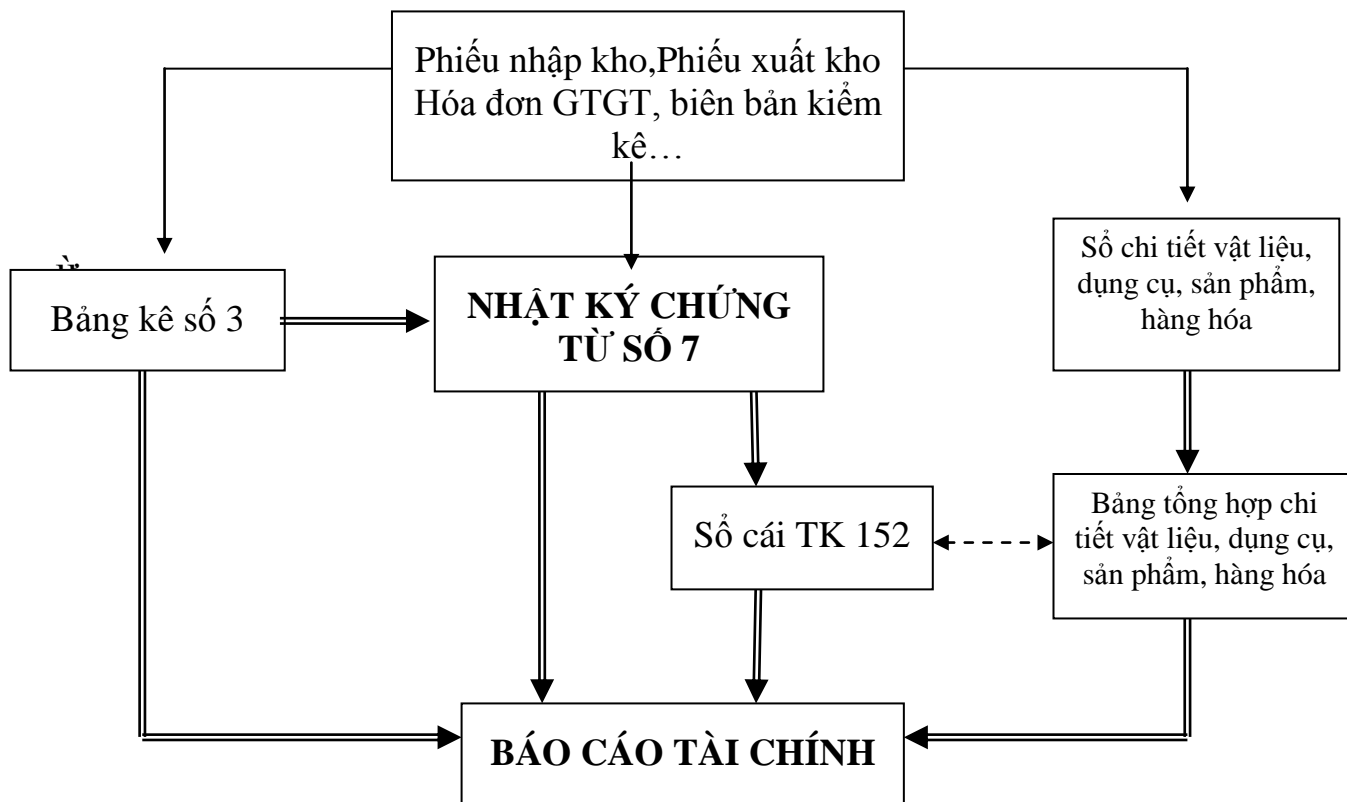 Phiếu nhập kho,Phiếu xuất kho
Hóa đơn GTGT, biên bản kiểm
kê…
Bảng kê số 3
NHẬT KÝ CHỨNG
TỪ SỐ 7
Sổ chi tiết vật liệu,
dụng cụ, sản phẩm,
hàng hóa
Sổ cái TK 152
Bảng tổng hợp chi
tiết vật liệu, dụng cụ,
sản phẩm, hàng hóa
BÁO CÁO TÀI CHÍNH